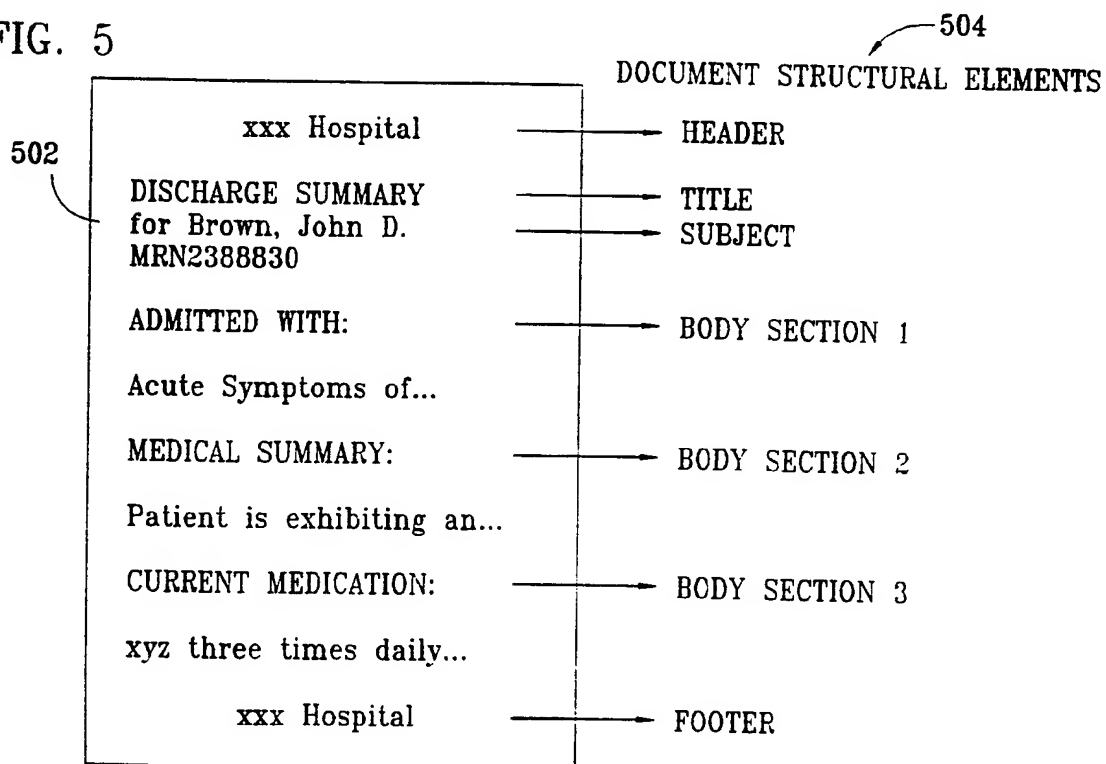 FIG. 5
504
DOCUMENT STRUCTURAL ELEMENTS
xxx Hospital HEADER
502
DISCHARGE SUMMARY TITLE
for Brown, John D. SUBJECT
MRN2388830
ADMITTED WITH: BODY SECTION 1
Acute Symptoms of...
MEDICAL SUMMARY: BODY SECTION 2
Patient is exhibiting an...
CURRENT MEDICATION: BODY SECTION 3
xyz three times daily...
xxx Hospital FOOTER